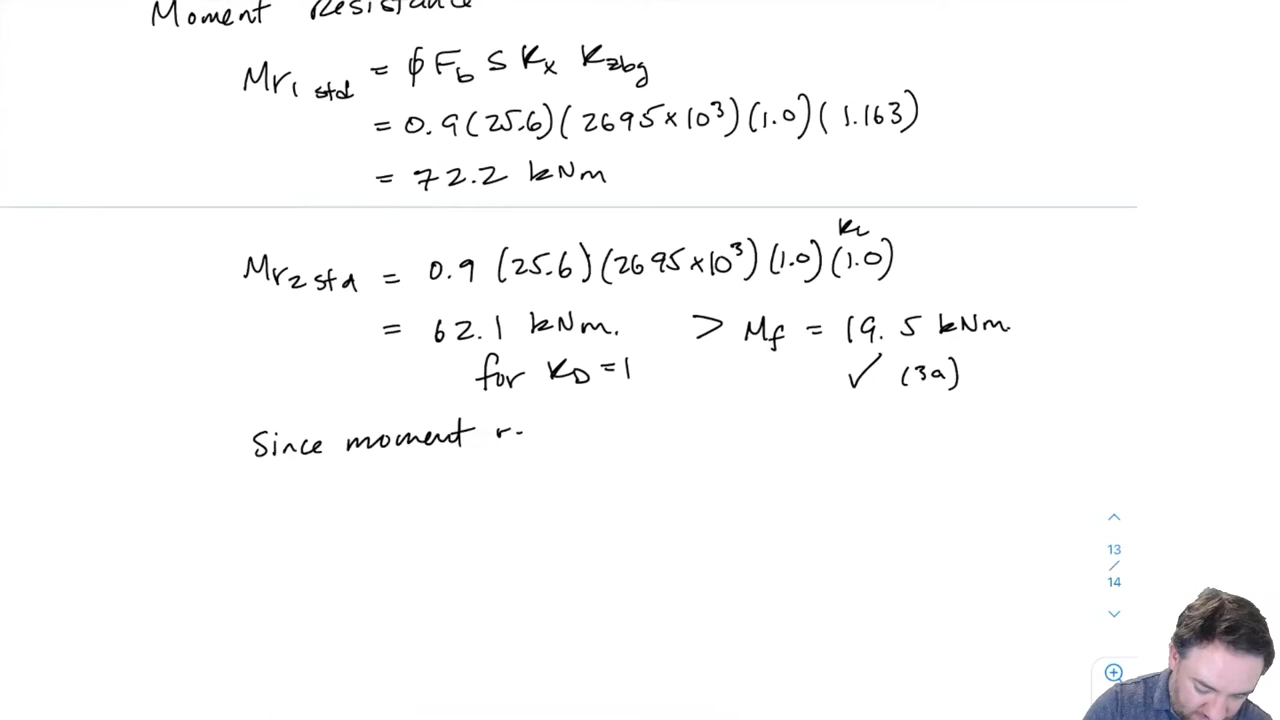 Moment Resistance
Mr1 std = φ Fb S Kx Kzbg
= 0.9(25.6)(2695×10³)(1.0)(1.163)
= 72.2 kNm
KL
Mr2 std = 0.9 (25.6)(2695×10³)(1.0)(1.0)
= 62.1 kNm. > Mf = 19.5 kNm
for KD=1 ✓ (3a)
Since moment r
13
/
14